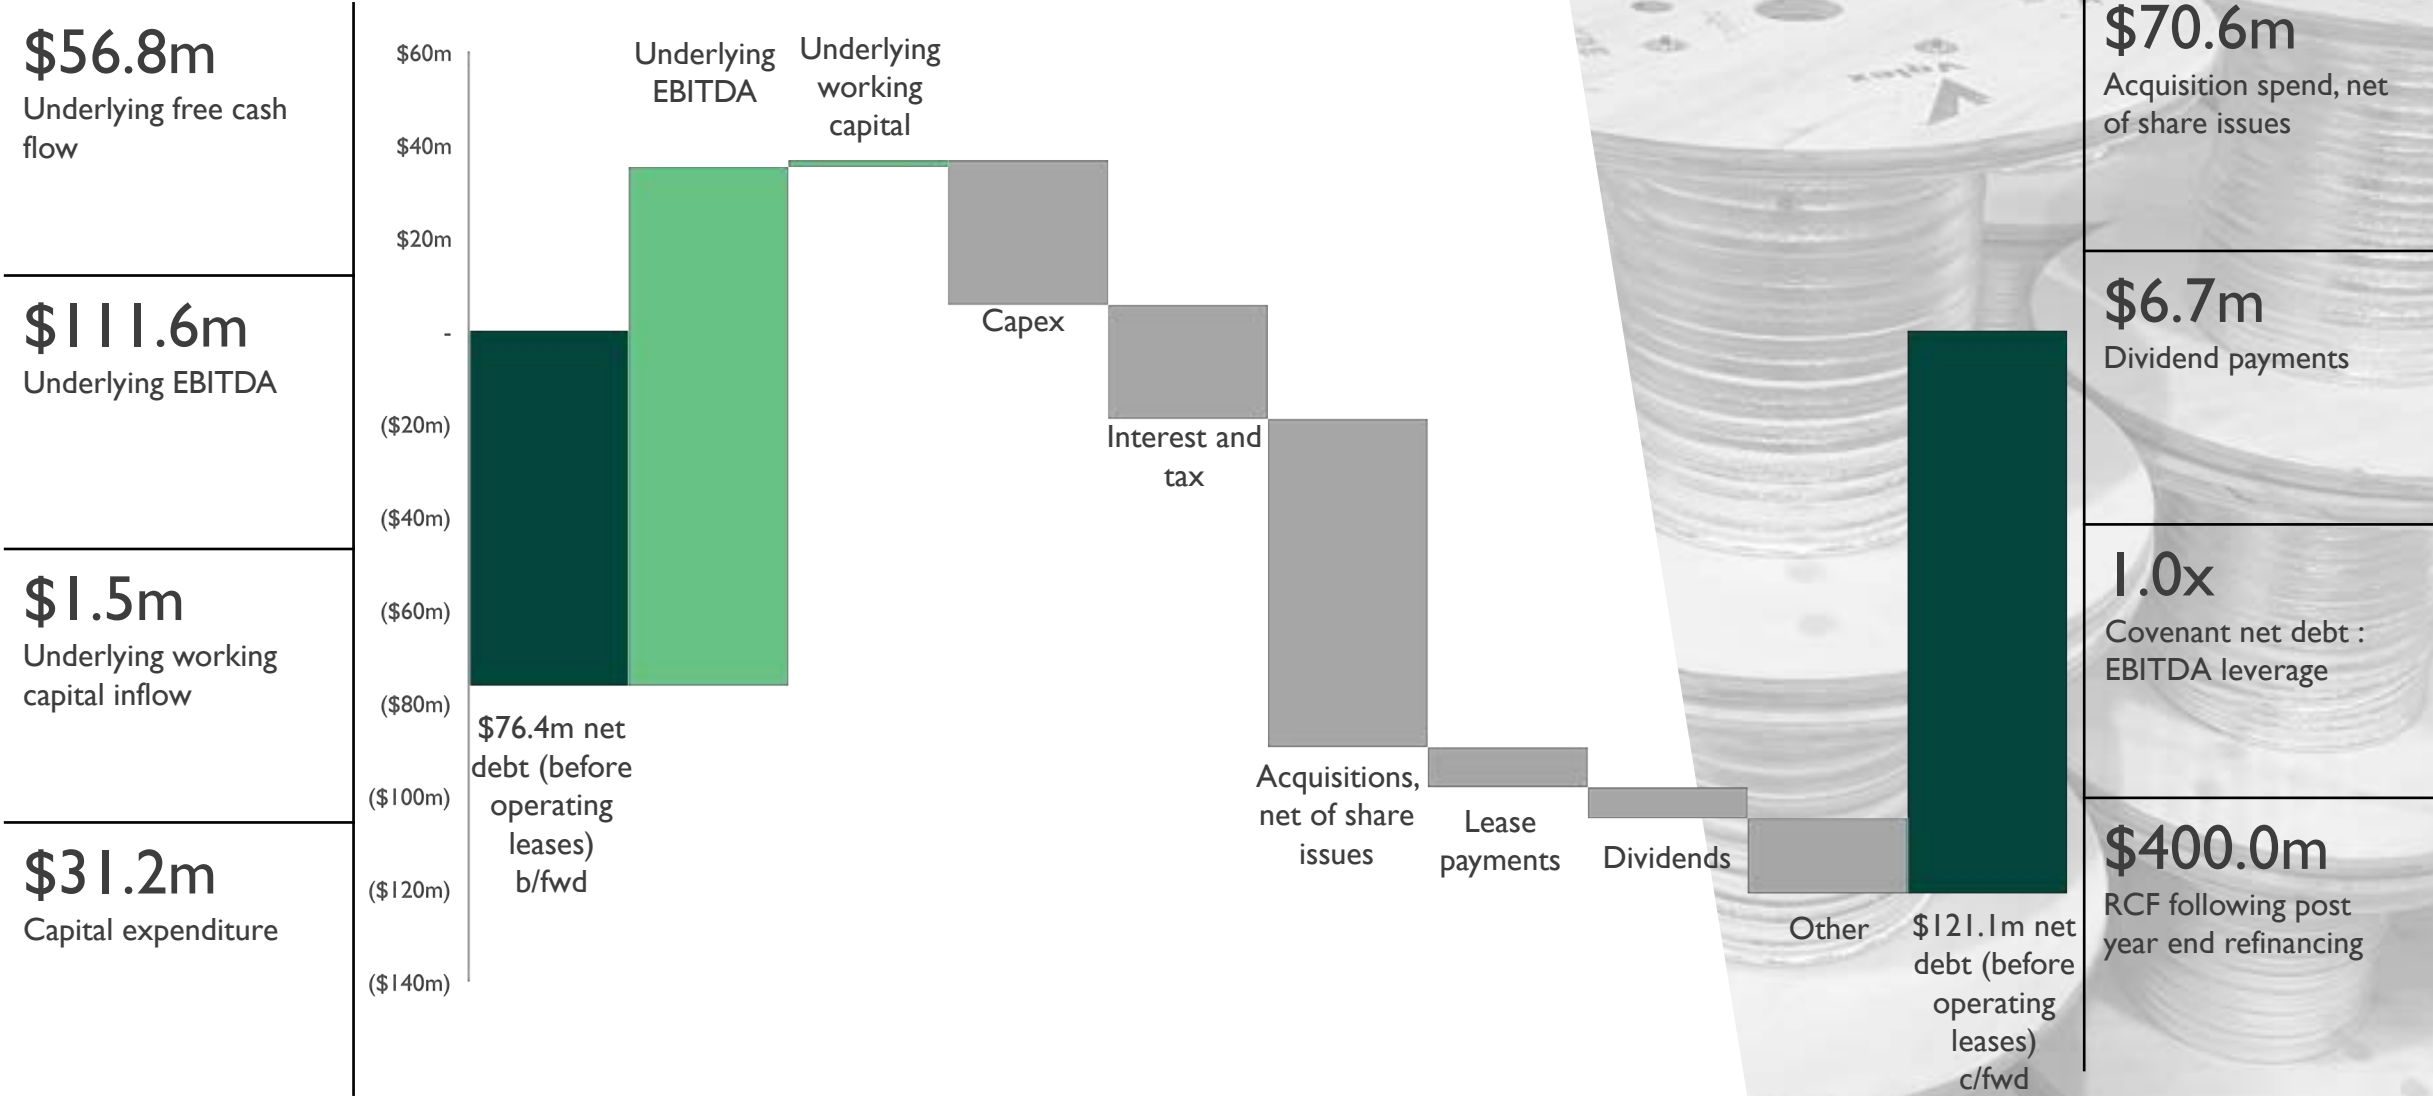 $56.8m
Underlying free cash
flow
$111.6m
Underlying EBITDA
$1.5m
Underlying working
capital inflow
$31.2m
Capital expenditure
$60m
$40m
$20m
-
($20m)
($40m)
($60m)
($80m)
($100m)
($120m)
($140m)
$76.4m net
debt (before
operating
leases)
b/fwd
Underlying
EBITDA
Underlying
working
capital
Capex
Interest and
tax
Acquisitions,
net of share
issues
Lease
payments
Dividends
Other
$121.1m net
debt (before
operating
leases)
c/fwd
Volex
$70.6m
Acquisition spend, net
of share issues
$6.7m
Dividend payments
1.0x
Covenant net debt :
EBITDA leverage
$400.0m
RCF following post
year end refinancing